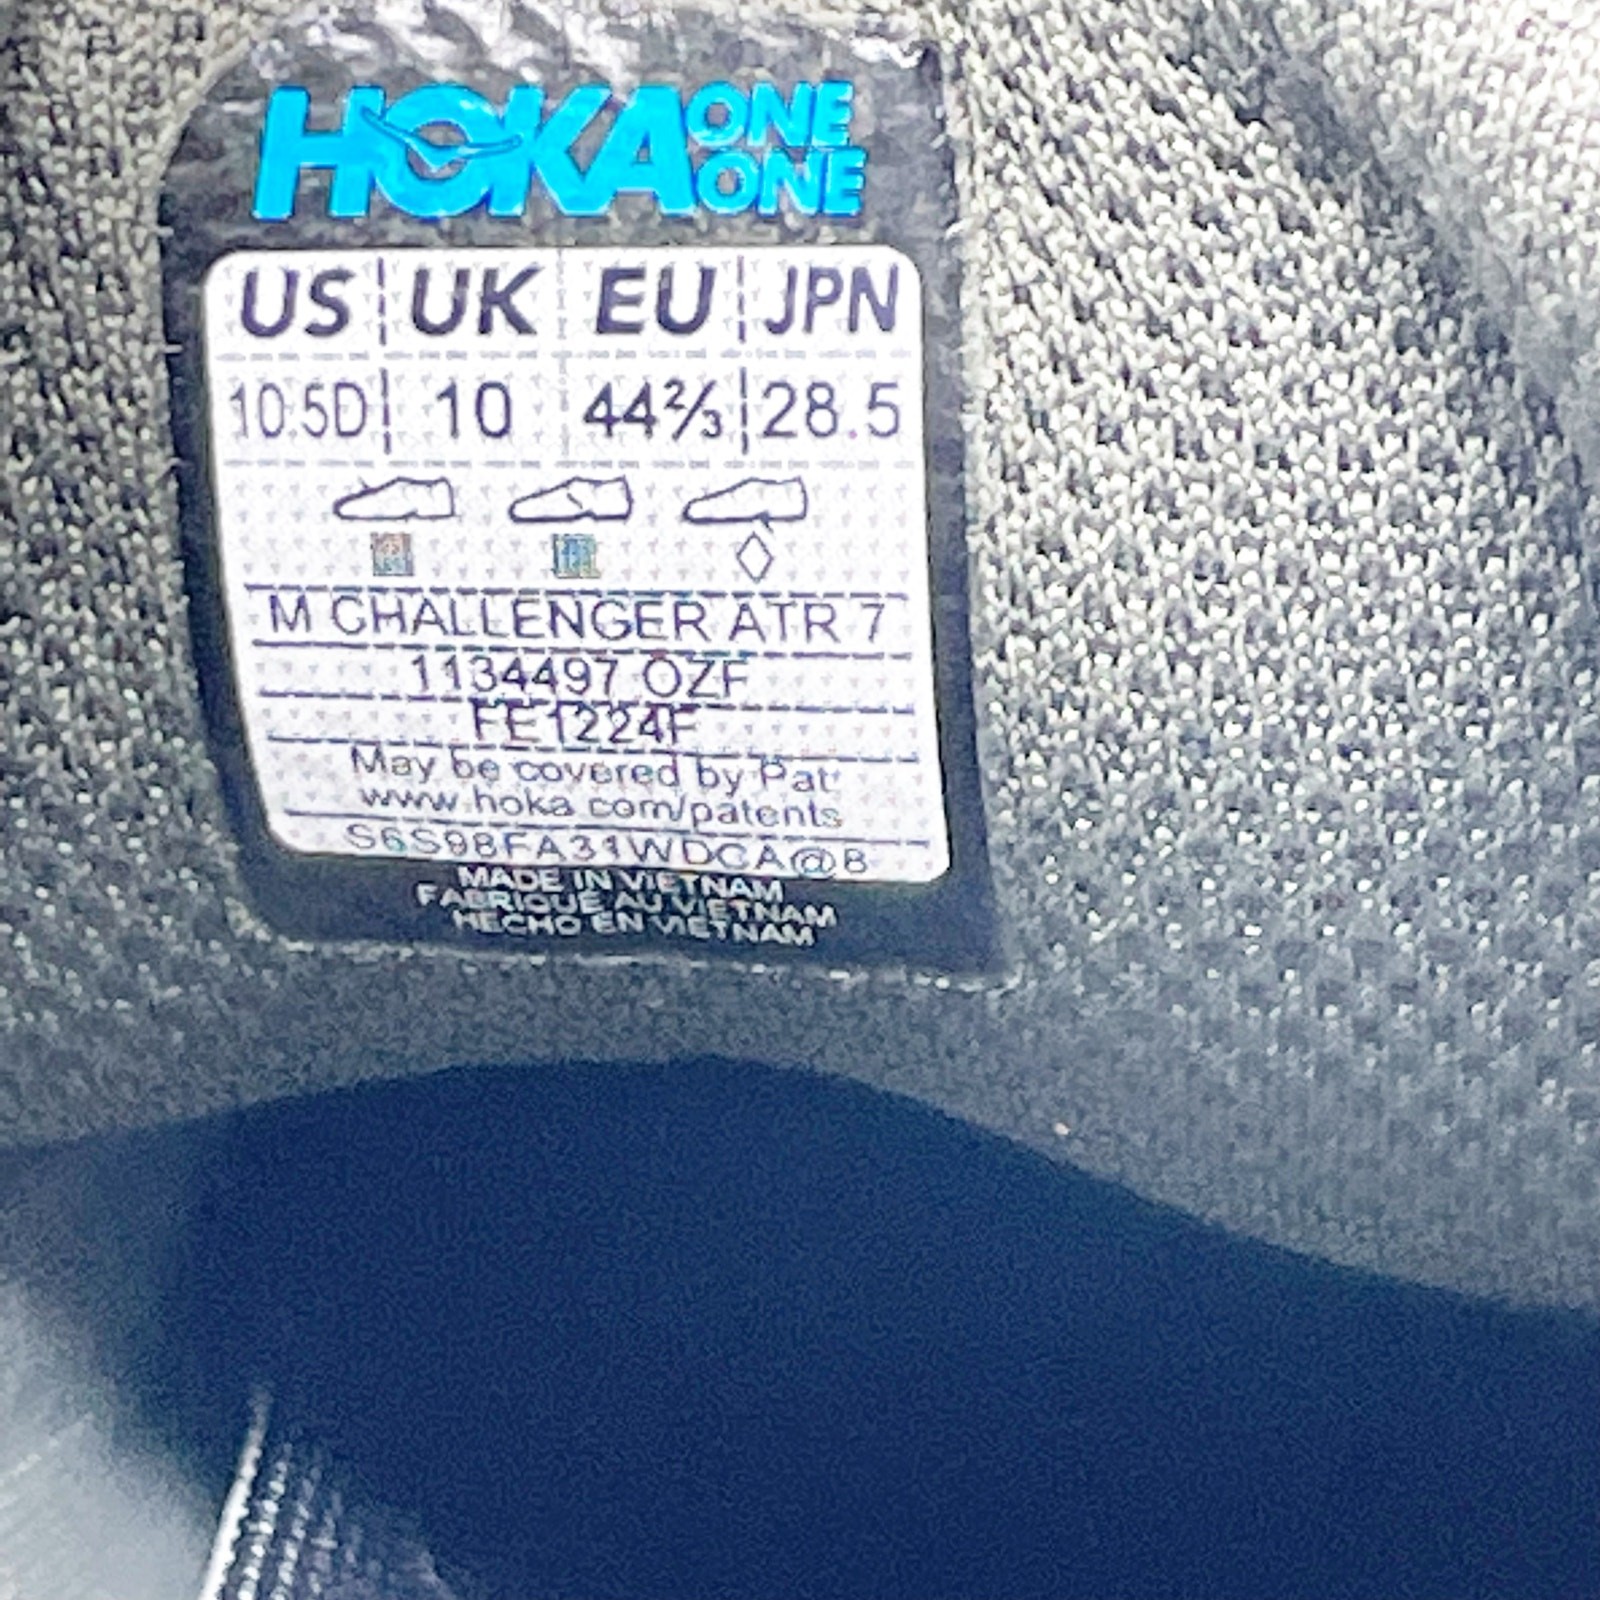 HOKA ONE ONE
US UK EU JPN
10.5D 10 44⅔ 28.5
M CHALLENGER ATR 7
1134497 OZF
FE1224F
May be covered by Pat
www.hoka.com/patents
S6S98FA31WDCA@8
MADE IN VIETNAM
FABRIQUE AU VIETNAM
HECHO EN VIETNAM